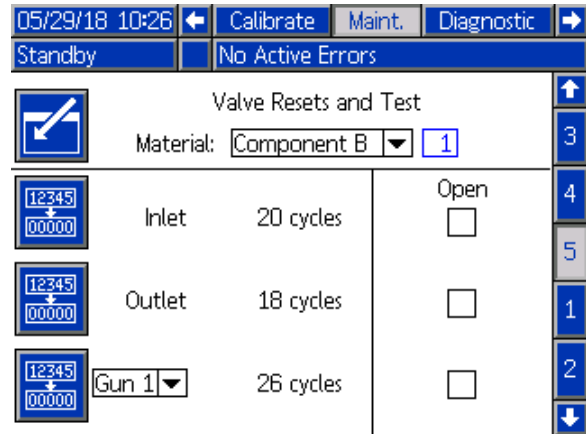 05/29/18 10:26 Calibrate Maint. Diagnostic
Standby No Active Errors
Valve Resets and Test
Material: Component B 1
3
Open
12345
00000
Inlet 20 cycles
4
5
12345
00000
Outlet 18 cycles
1
12345
00000
Gun 1 26 cycles
2